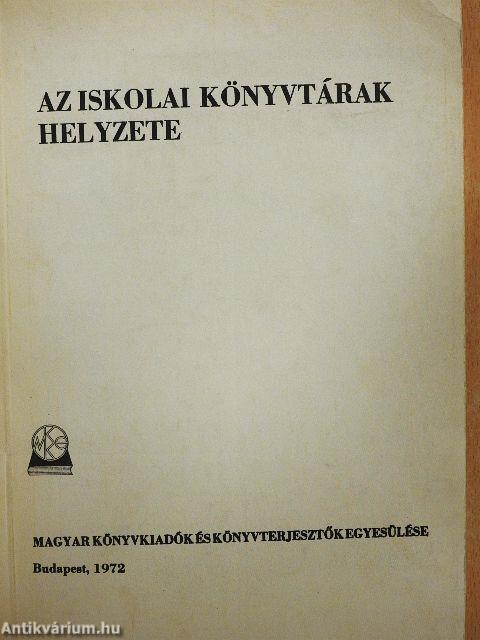 AZ ISKOLAI KÖNYVTÁRAK
HELYZETE
MAGYAR KÖNYVKIADÓK ÉS KÖNYVTERJESZTŐK EGYESÜLÉSE
Budapest, 1972
Antikvárium.hu